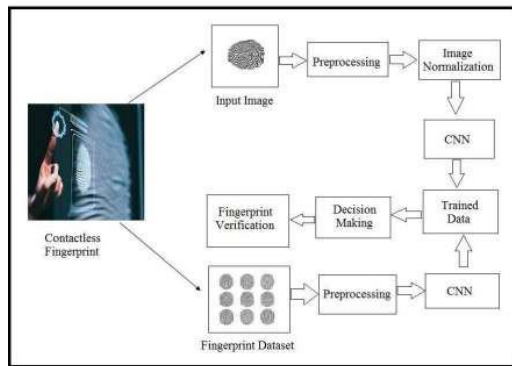 Input Image
Preprocessing
Image
Normalization
CNN
Contactless
Fingerprint
Fingerprint
Verification
Decision
Making
Trained
Data
Fingerprint Dataset
Preprocessing
CNN